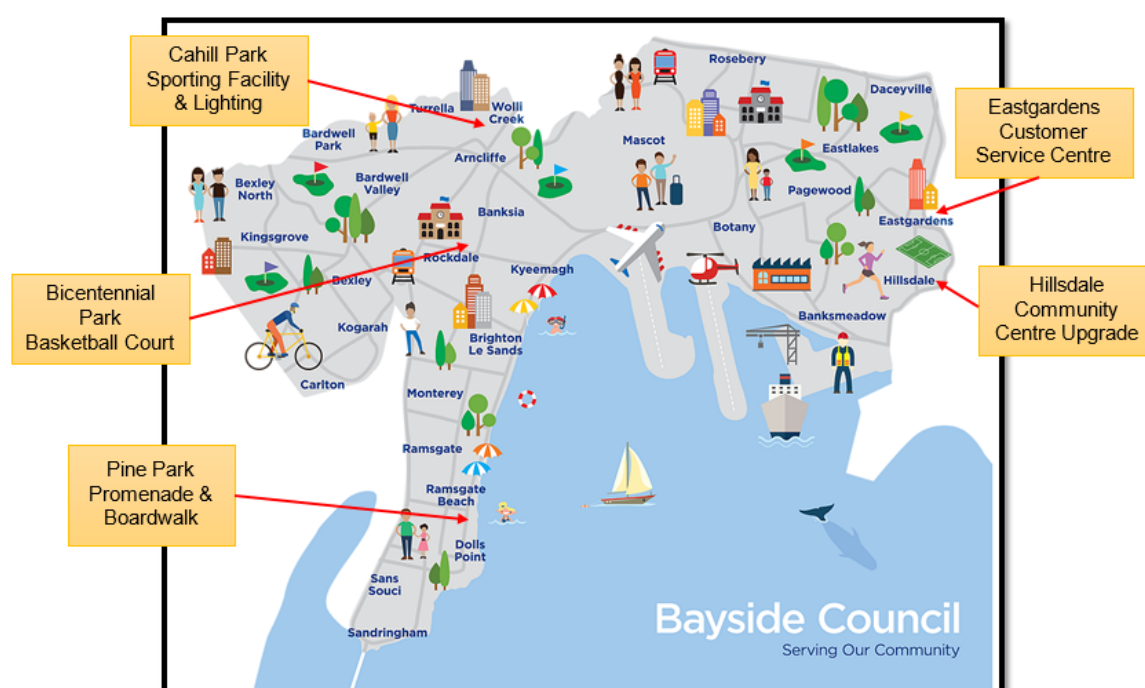 Cahill Park
Sporting Facility
& Lighting
Rosebery
Daceyville
Turrella
Wolli
Creek
Eastgardens
Customer
Service Centre
Bardwell
Park
Mascot
Eastlakes
Arncliffe
Bexley
North
Bardwell
Valley
Pagewood
Banksia
Eastgardens
Kingsgrove
Botany
Rockdale
Kyeemagh
Bexley
Hillsdale
Bicentennial
Park
Basketball Court
Hillsdale
Community
Centre Upgrade
Kogarah
Banksmeadow
Brighton
Le Sands
Carlton
Monterey
Ramsgate
Pine Park
Promenade &
Boardwalk
Ramsgate
Beach
Dolls
Point
Sans
Souci
Sandringham
Bayside Council
Serving Our Community